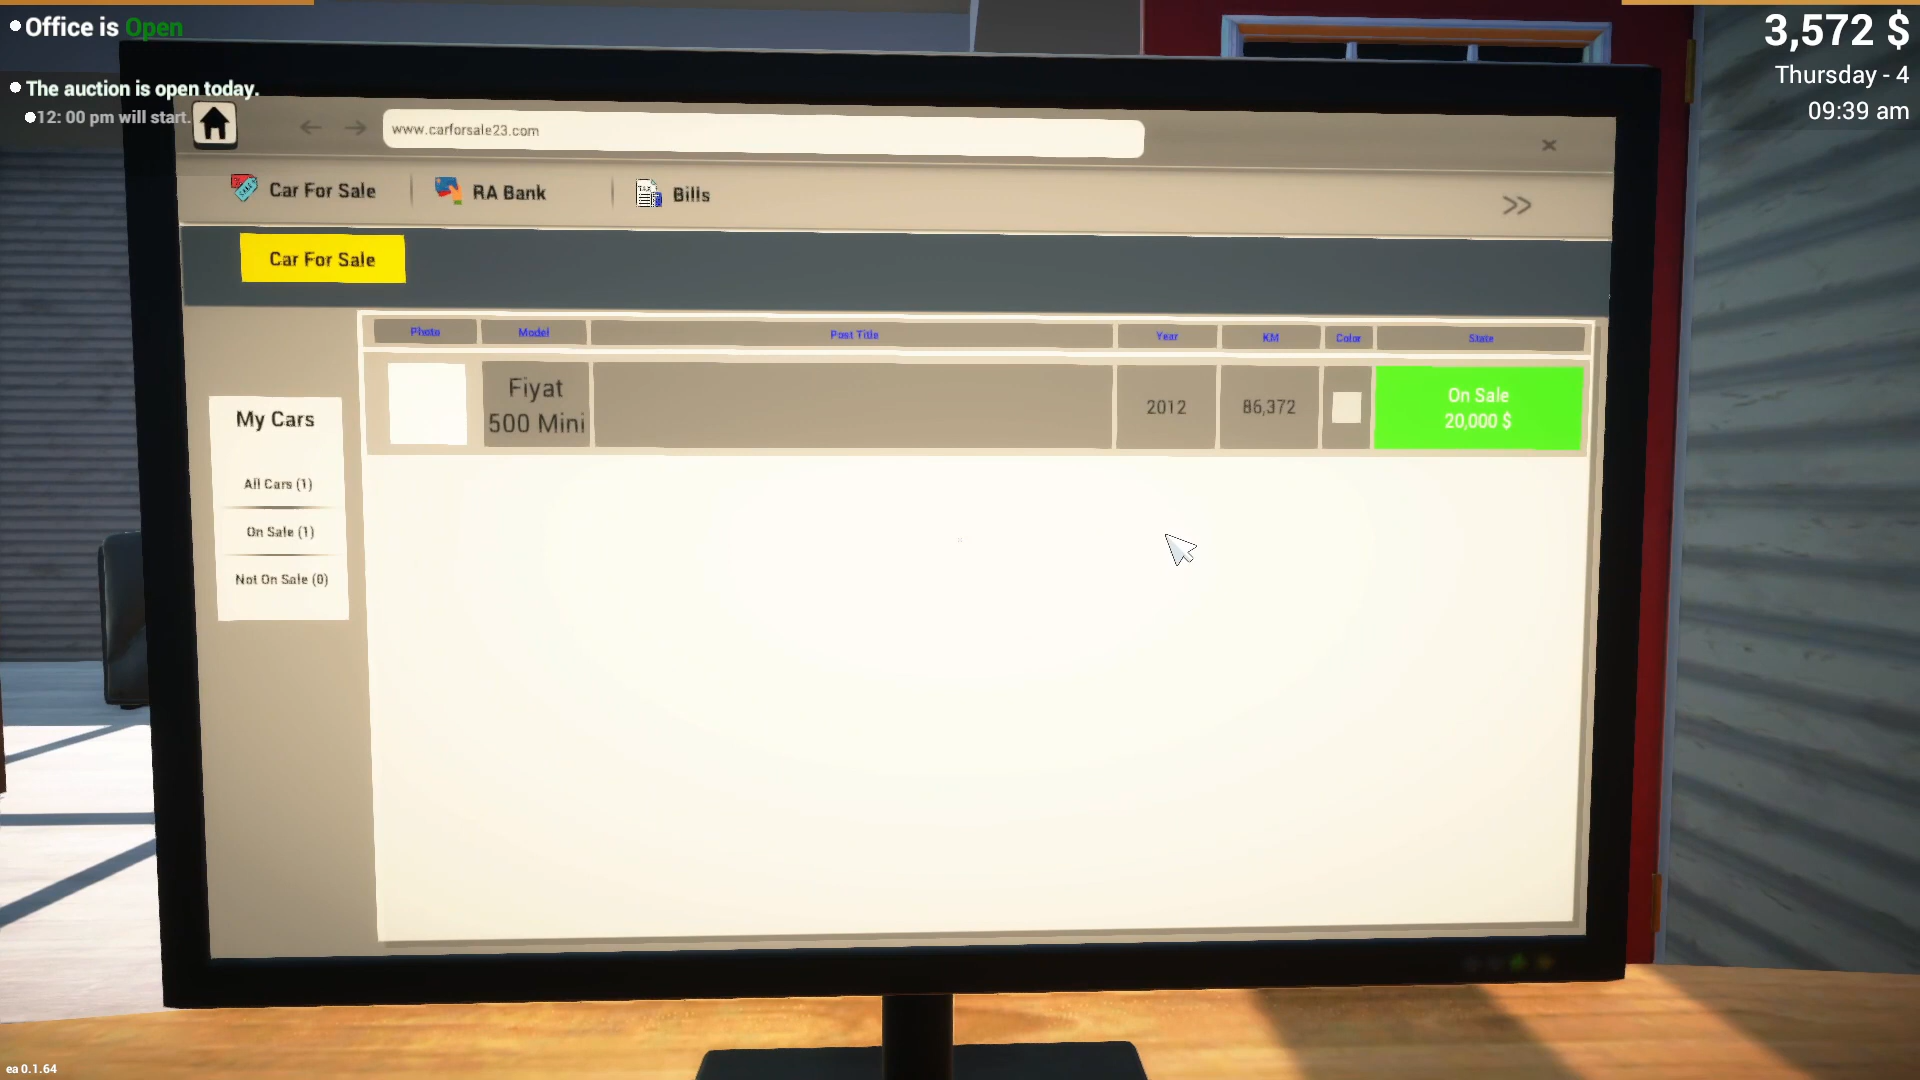 Office is Open
The auction is open today.
12: 00 pm will start.
3,572 $
Thursday - 4
09:39 am
www.carforsale23.com
×
Car For Sale
RA Bank
Bills
>>
Car For Sale
Photo Model Post Title Year KM Color State
Fiyat
500 Mini
2012
86,372
On Sale
20,000 $
My Cars
All Cars (1)
On Sale (1)
Not On Sale (0)
ea 0.1.64